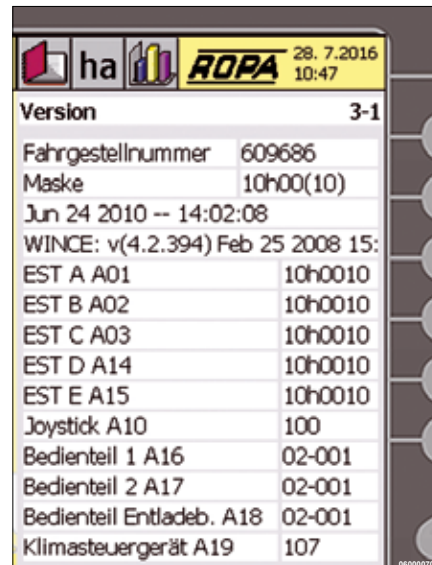 ha ROPA 28. 7.2016
10:47
Version 3-1
Fahrgestellnummer 609686
Maske 10h00(10)
Jun 24 2010 -- 14:02:08
WINCE: v(4.2.394) Feb 25 2008 15:
EST A A01 10h0010
EST B A02 10h0010
EST C A03 10h0010
EST D A14 10h0010
EST E A15 10h0010
Joystick A10 100
Bedienteil 1 A16 02-001
Bedienteil 2 A17 02-001
Bedienteil Entladeb. A18 02-001
Klimasteuergerät A19 107